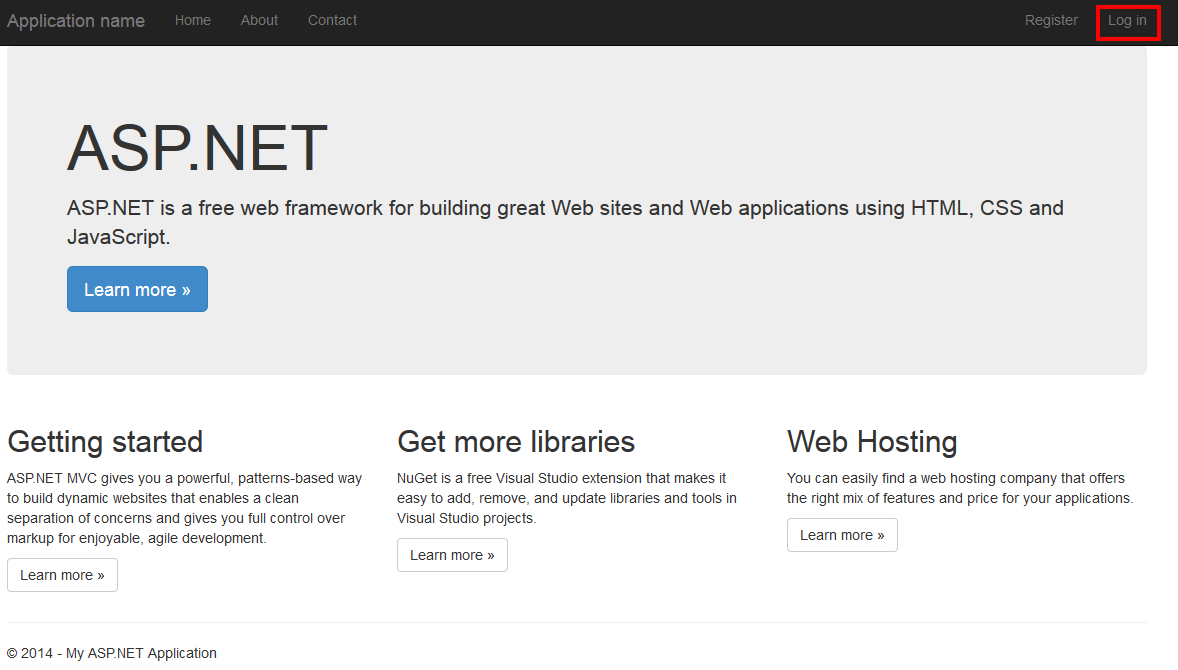 Application name Home About Contact Register Log in
ASP.NET
ASP.NET is a free web framework for building great Web sites and Web applications using HTML, CSS and
JavaScript.
Learn more »
Getting started
ASP.NET MVC gives you a powerful, patterns-based way
to build dynamic websites that enables a clean
separation of concerns and gives you full control over
markup for enjoyable, agile development.
Learn more »
Get more libraries
NuGet is a free Visual Studio extension that makes it
easy to add, remove, and update libraries and tools in
Visual Studio projects.
Learn more »
Web Hosting
You can easily find a web hosting company that offers
the right mix of features and price for your applications.
Learn more »
© 2014 - My ASP.NET Application